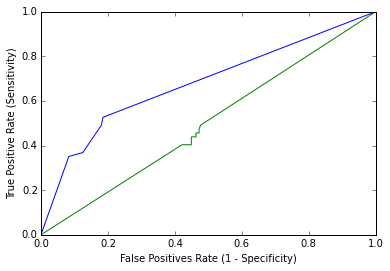 1.0
0.8
0.6
0.4
0.2
0.0
True Positive Rate (Sensitivity)
0.0 0.2 0.4 0.6 0.8 1.0
False Positives Rate (1 - Specificity)